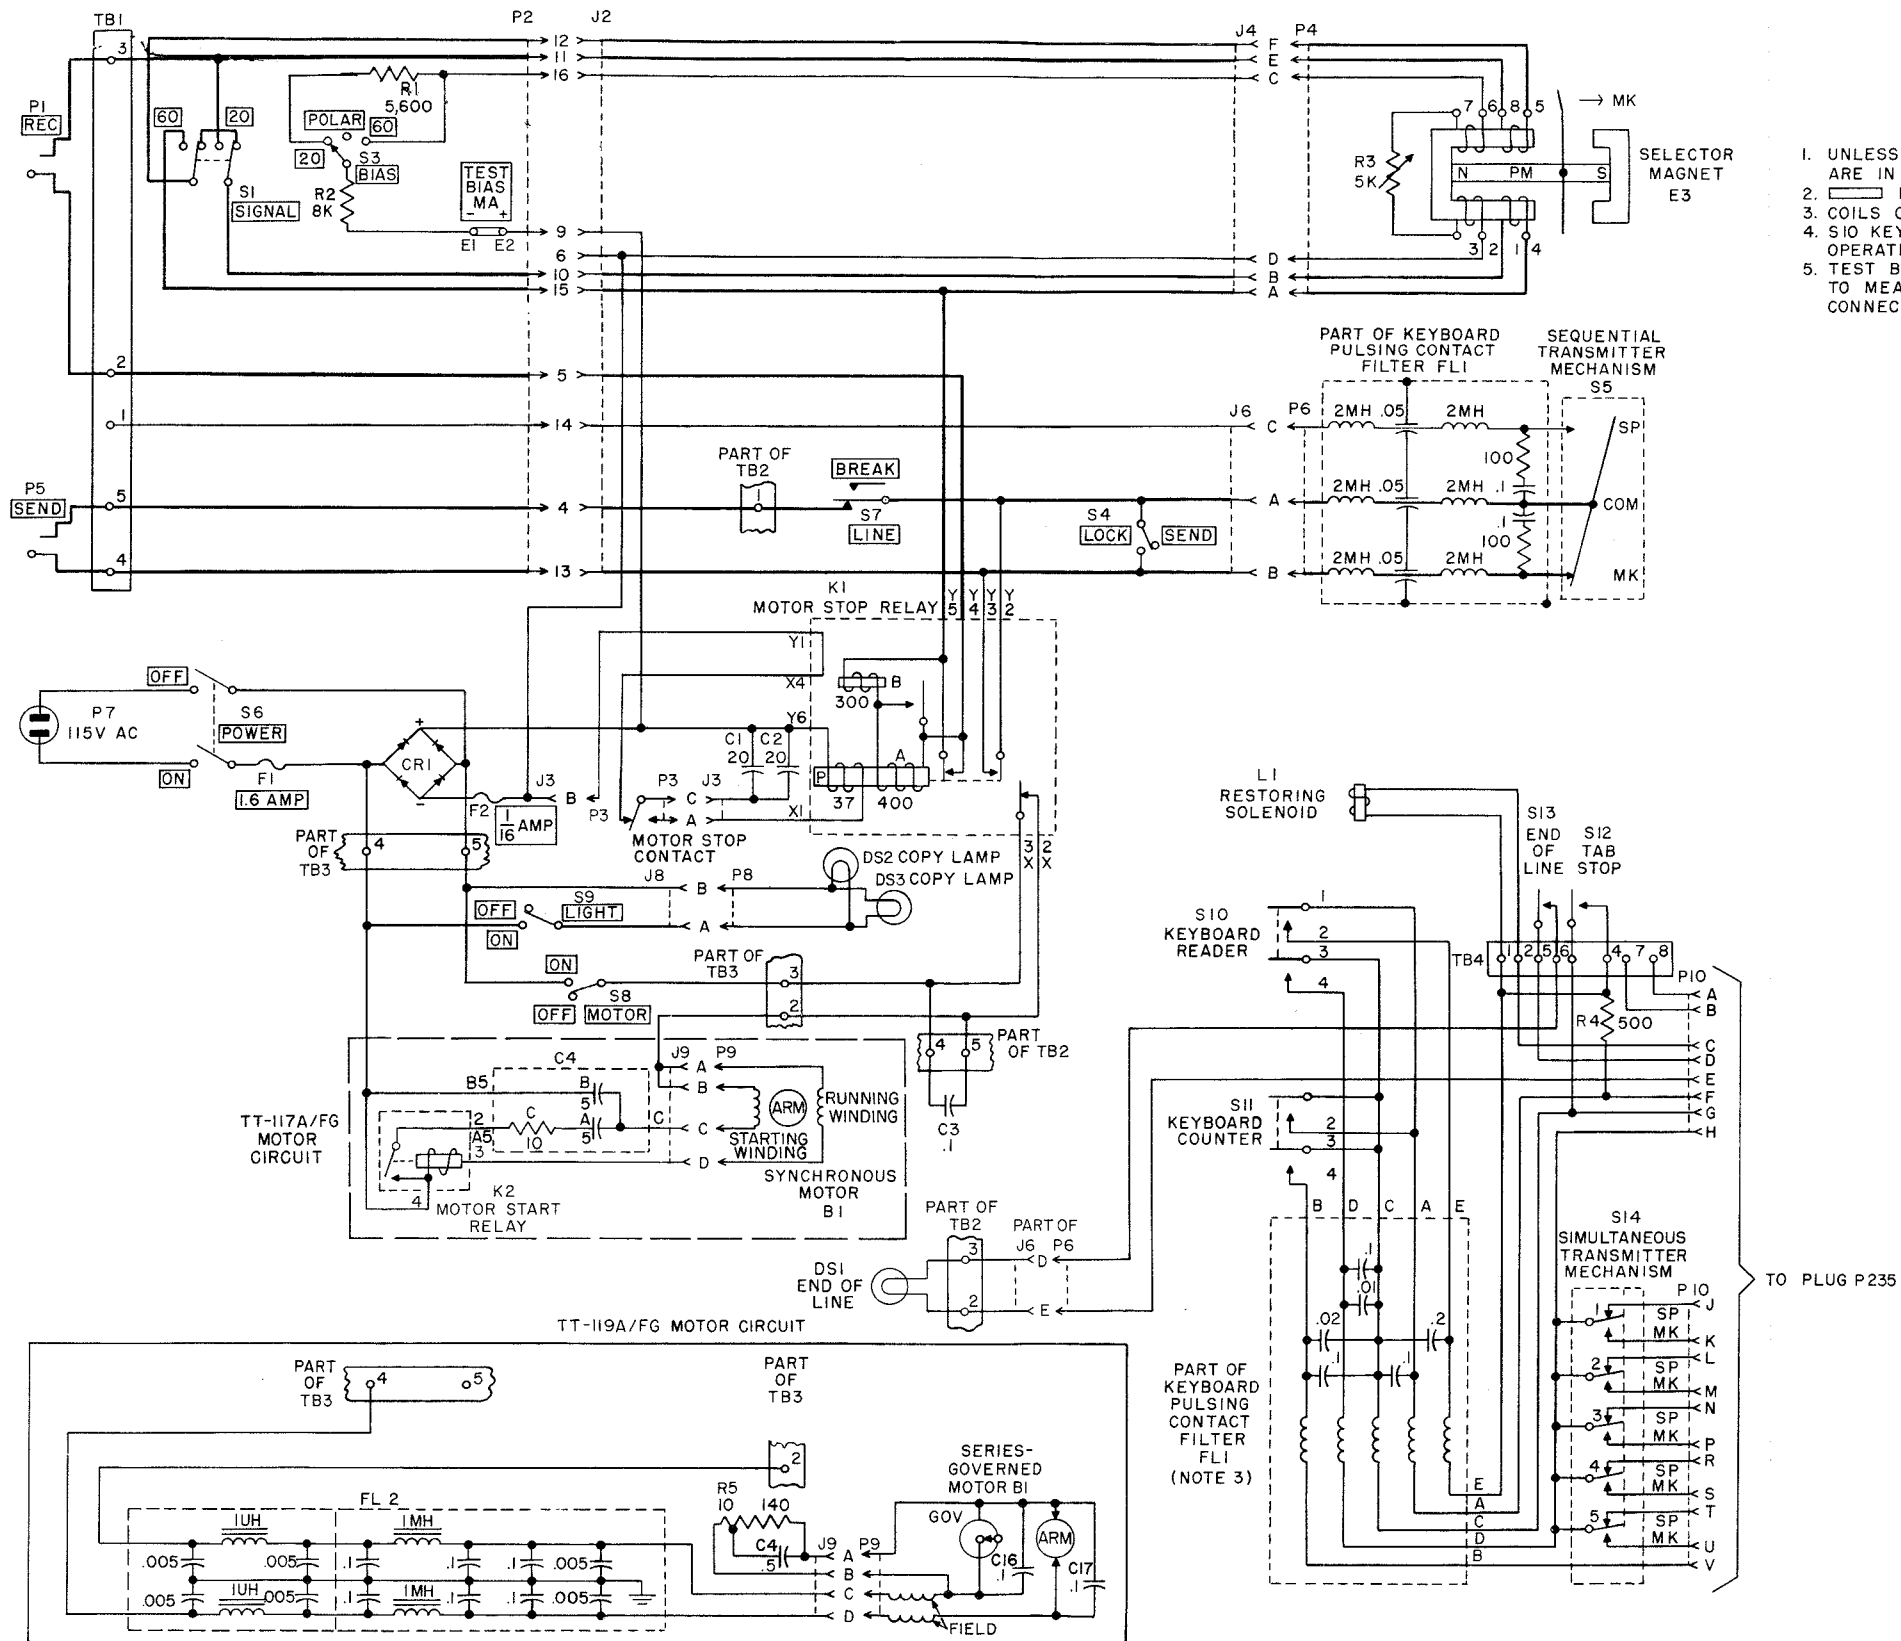 TB1
P2
J2
3
12
11
16
R1
5,600
P1
REC
60
20
POLAR
60
20
S3
BIAS
R2
8K
S1
SIGNAL
TEST
BIAS
MA
- +
E1 E2
9
6
10
15
J4 P4
F
E
C
D
B
A
7 6 8 5
→ MK
R3
5K
N PM S
3 2 1 4
SELECTOR
MAGNET
E3
1. UNLESS
ARE IN
2.
3. COILS
4. S10 KEY
OPERATI
5. TEST B
TO MEA
CONNEC
2
5
1
14
P5
SEND
5
4
4
13
PART OF
TB2
1
BREAK
S7
LINE
S4
LOCK
SEND
J6 P6
C
A
B
PART OF KEYBOARD
PULSING CONTACT
FILTER FL1
2MH .05 2MH
100
.1
2MH .05 2MH
.1
100
2MH .05 2MH
SEQUENTIAL
TRANSMITTER
MECHANISM
S5
SP
COM
MK
K1
MOTOR STOP RELAY
Y5 Y4 Y3 Y2
Y1
X4
Y6
X1
B
300
A
P
37 400
3X 2X
OFF
P7
115V AC
S6
POWER
ON
F1
1.6 AMP
+
CR1
-
F2
1/16 AMP
J3
B
P3
P3 J3
C
A
C1 C2
20 20
MOTOR STOP
CONTACT
PART
OF
TB3
4 5
DS2 COPY LAMP
DS3 COPY LAMP
J8 P8
B
A
OFF
S9
LIGHT
ON
ON
OFF
S8
MOTOR
PART OF
TB3
3
2
PART
OF TB2
4 5
C3
.1
TT-117A/FG
MOTOR
CIRCUIT
C4
B5
B
5
2
A5
3
C
10
A
5
C
4
K2
MOTOR START
RELAY
J9 P9
A
B
C
D
ARM
RUNNING
WINDING
STARTING
WINDING
SYNCHRONOUS
MOTOR
B1
L1
RESTORING
SOLENOID
S13
END
OF
LINE
S12
TAB
STOP
S10
KEYBOARD
READER
1
2
3
4
TB4
1 2 5 6 4 7 8
P10
R4 500
A
B
C
D
E
F
G
H
S11
KEYBOARD
COUNTER
2
3
4
B D C A E
.1
.01
.02
.2
.1
.1
PART OF
KEYBOARD
PULSING
CONTACT
FILTER
FL1
(NOTE 3)
E
A
C
D
B
S14
SIMULTANEOUS
TRANSMITTER
MECHANISM
P10
1 SP J
MK K
2 SP L
MK M
3 SP N
MK P
4 SP R
MK S
5 SP T
MK U
V
TO PLUG P235
PART OF
TB2
3
2
PART OF
J6 P6
D
E
DS1
END OF
LINE
TT-119A/FG MOTOR CIRCUIT
PART
OF
TB3
4 5
PART
OF
TB3
2
FL 2
1UH 1MH
.005 .005 .1 .1 .1 .005
1UH 1MH
.005 .005 .1 .1 .1 .005
R5
10 140
C4
.5
J9 P9
A
B
C
D
SERIES-
GOVERNED
MOTOR B1
GOV
C16
.1
ARM
C17
.1
FIELD